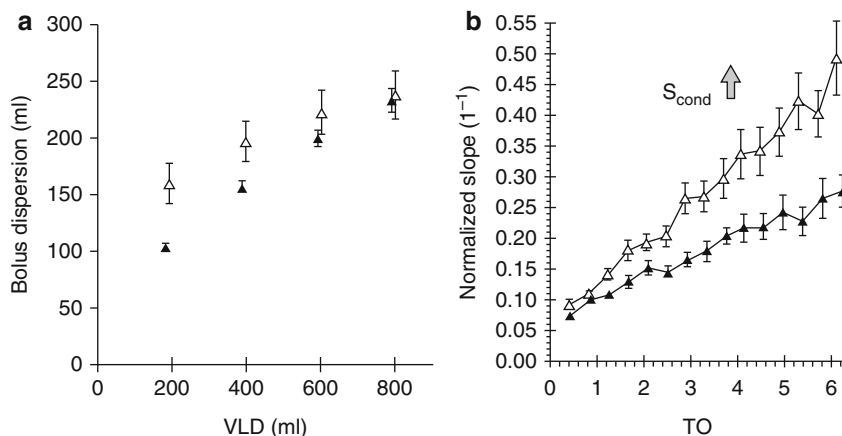 a
300
250
200
150
100
50
0
Bolus dispersion (ml)
0 200 400 600 800
VLD (ml)
b
0.55
0.50
0.45
0.40
0.35
0.30
0.25
0.20
0.15
0.10
0.05
0.00
Normalized slope (1⁻¹)
S_cond
0 1 2 3 4 5 6
TO